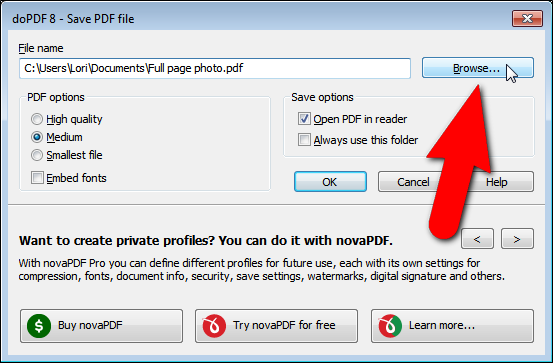 doPDF 8 - Save PDF file
File name
C:\Users\Lori\Documents\Full page photo.pdf
Browse...
PDF options
High quality
Medium
Smallest file
Embed fonts
Save options
Open PDF in reader
Always use this folder
OK
Cancel
Help
Want to create private profiles? You can do it with novaPDF.
<
>
With novaPDF Pro you can define different profiles for future use, each with its own settings for
compression, fonts, document info, security, save settings, watermarks, digital signature and others.
$
Buy novaPDF
Try novaPDF for free
Learn more...